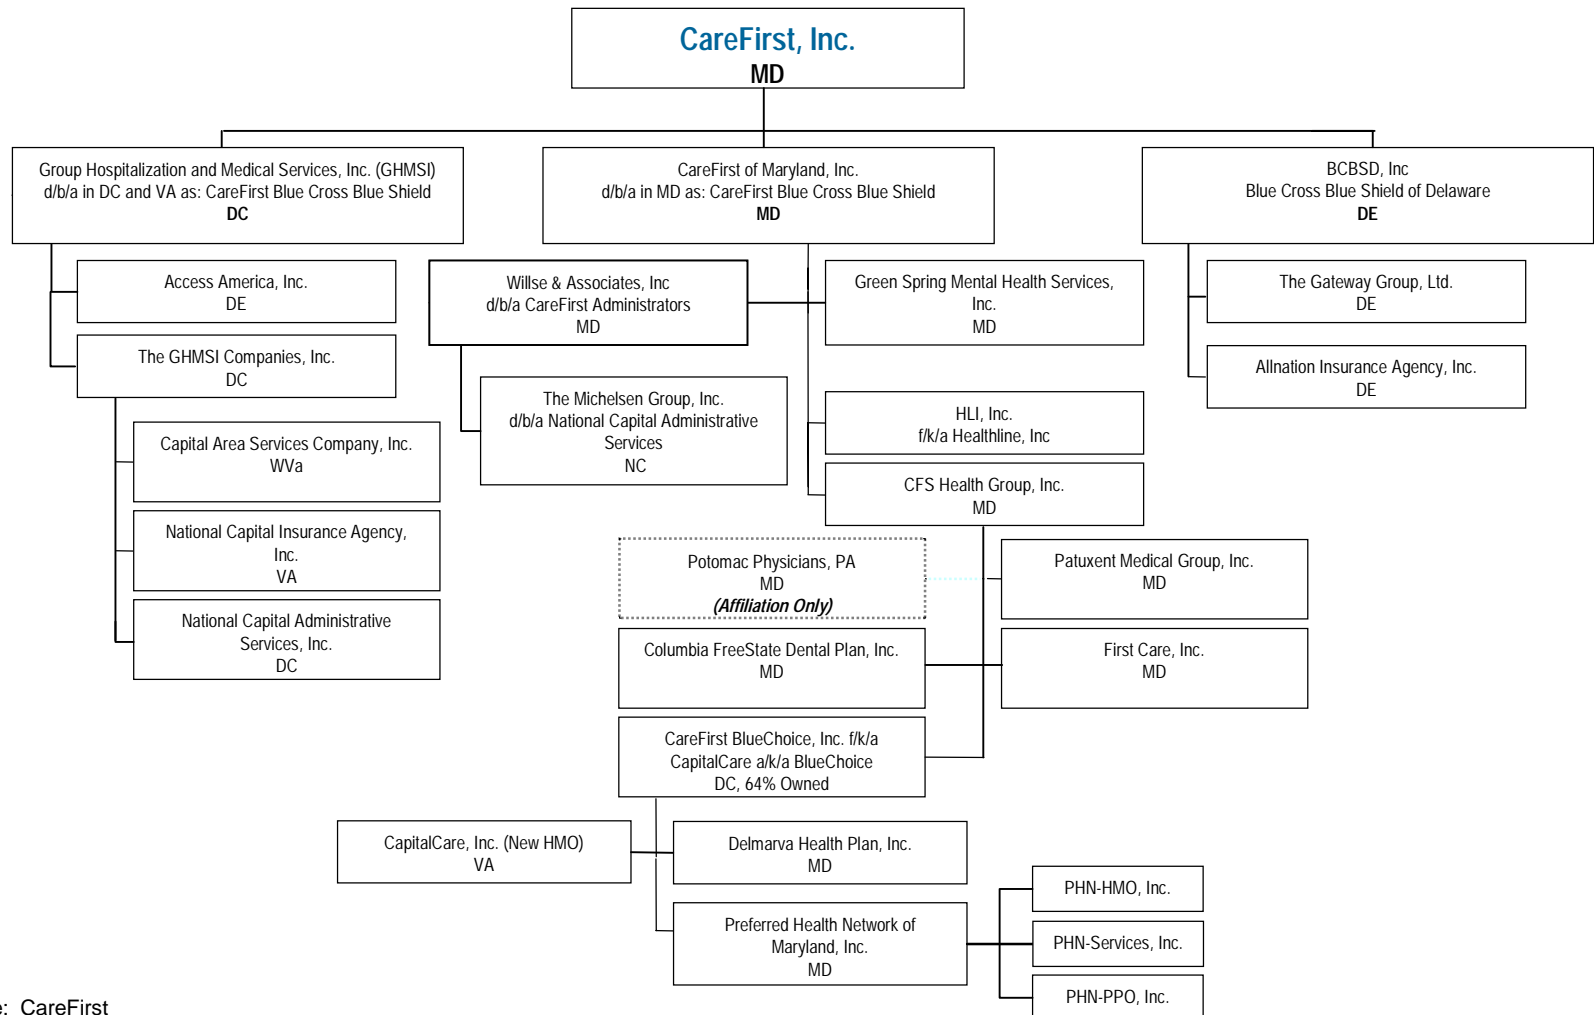 CareFirst, Inc.
MD
Group Hospitalization and Medical Services, Inc. (GHMSI)
d/b/a in DC and VA as: CareFirst Blue Cross Blue Shield
DC
CareFirst of Maryland, Inc.
d/b/a in MD as: CareFirst Blue Cross Blue Shield
MD
BCBSD, Inc
Blue Cross Blue Shield of Delaware
DE
Access America, Inc.
DE
The GHMSI Companies, Inc.
DC
Capital Area Services Company, Inc.
WVa
National Capital Insurance Agency,
Inc.
VA
National Capital Administrative
Services, Inc.
DC
Willse & Associates, Inc
d/b/a CareFirst Administrators
MD
The Michelsen Group, Inc.
d/b/a National Capital Administrative
Services
NC
Green Spring Mental Health Services,
Inc.
MD
HLI, Inc.
f/k/a Healthline, Inc
CFS Health Group, Inc.
MD
The Gateway Group, Ltd.
DE
Allnation Insurance Agency, Inc.
DE
Potomac Physicians, PA
MD
(Affiliation Only)
Patuxent Medical Group, Inc.
MD
Columbia FreeState Dental Plan, Inc.
MD
First Care, Inc.
MD
CareFirst BlueChoice, Inc. f/k/a
CapitalCare a/k/a BlueChoice
DC, 64% Owned
CapitalCare, Inc. (New HMO)
VA
Delmarva Health Plan, Inc.
MD
Preferred Health Network of
Maryland, Inc.
MD
PHN-HMO, Inc.
PHN-Services, Inc.
PHN-PPO, Inc.
: CareFirst